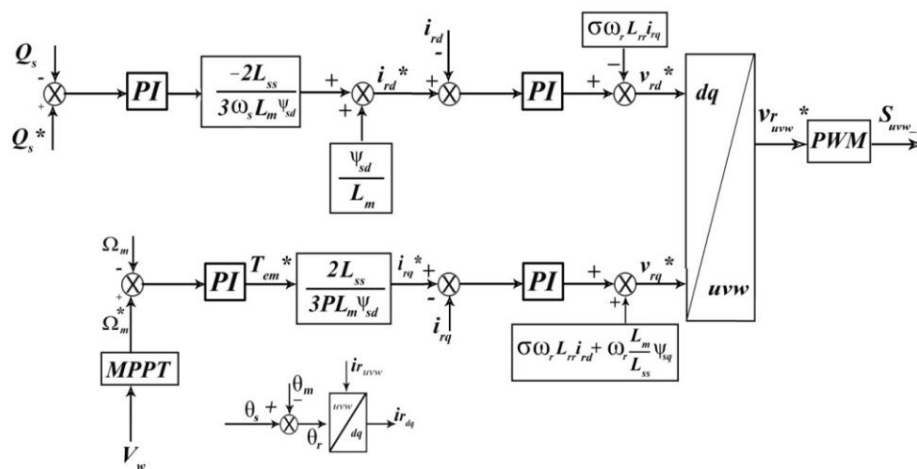 Q_s
-
+
Q_s*
PI
-2L_ss
3ω_s L_m ψ_sd
+
+
ψ_sd
L_m
i_rd*
i_rd
-
+
PI
+
σω_r L_rr i_rq
-
v_rd*
dq
uvw
v_r_uvw*
PWM
S_uvw_
Ω_m
-
+
Ω_m*
MPPT
V_w
PI
T_em*
2L_ss
3PL_m ψ_sd
i_rq*
+
-
i_rq
PI
+
+
v_rq*
σω_r L_rr i_rd + ω_r L_m/L_ss ψ_sq
θ_s
+
θ_m
-
θ_r
ir_uvw
uvw
dq
ir_dq